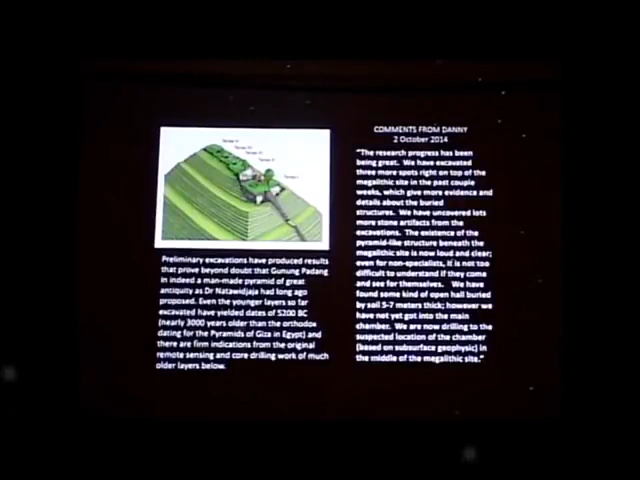 Preliminary excavations have produced results
that prove beyond doubt that Gunung Padang
in indeed a man-made pyramid of great
antiquity as Dr Natawidjaja had long ago
proposed. Even the younger layers so far
excavated have yielded dates of 5200 BC
(nearly 3000 years older than the orthodox
dating for the Pyramids of Giza in Egypt) and
there are firm indications from the original
remote sensing and core drilling work of much
older layers below.
COMMENTS FROM DANNY
2 October 2014
"The research progress has been
being great. We have excavated
three more spots right on top of the
megalithic site in the past couple
weeks, which give more evidence and
details about the buried
structures. We have uncovered lots
more stone artifacts from the
excavations. The existence of the
pyramid-like structure beneath the
megalithic site is now loud and clear;
even for non-specialists, it is not too
difficult to understand if they come
and see for themselves. We have
found some kind of open hall buried
by soil 5-7 meters thick; however we
have not yet got into the main
chamber. We are now drilling to the
suspected location of the chamber
(based on subsurface geophysic) in
the middle of the megalithic site."